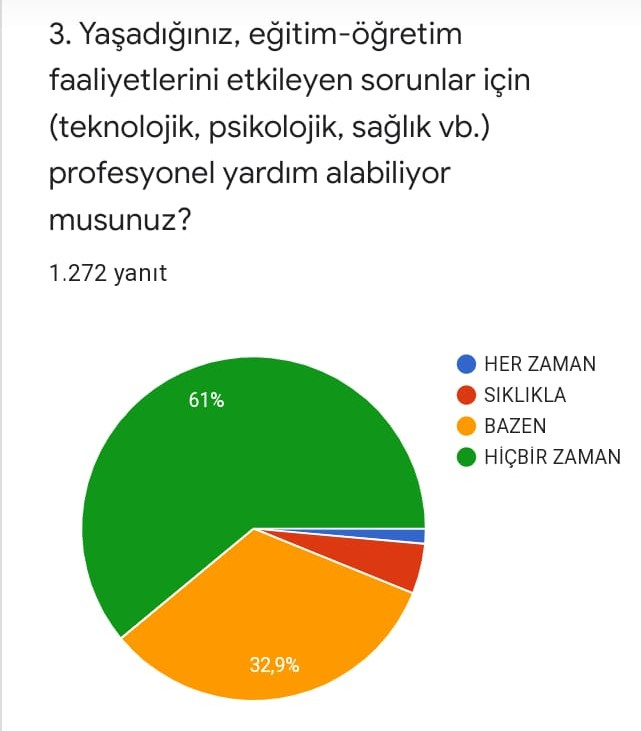 3. Yaşadığınız, eğitim-öğretim
faaliyetlerini etkileyen sorunlar için
(teknolojik, psikolojik, sağlık vb.)
profesyonel yardım alabiliyor
musunuz?
1.272 yanıt
HER ZAMAN
SIKLIKLA
BAZEN
HİÇBİR ZAMAN
61%
32,9%